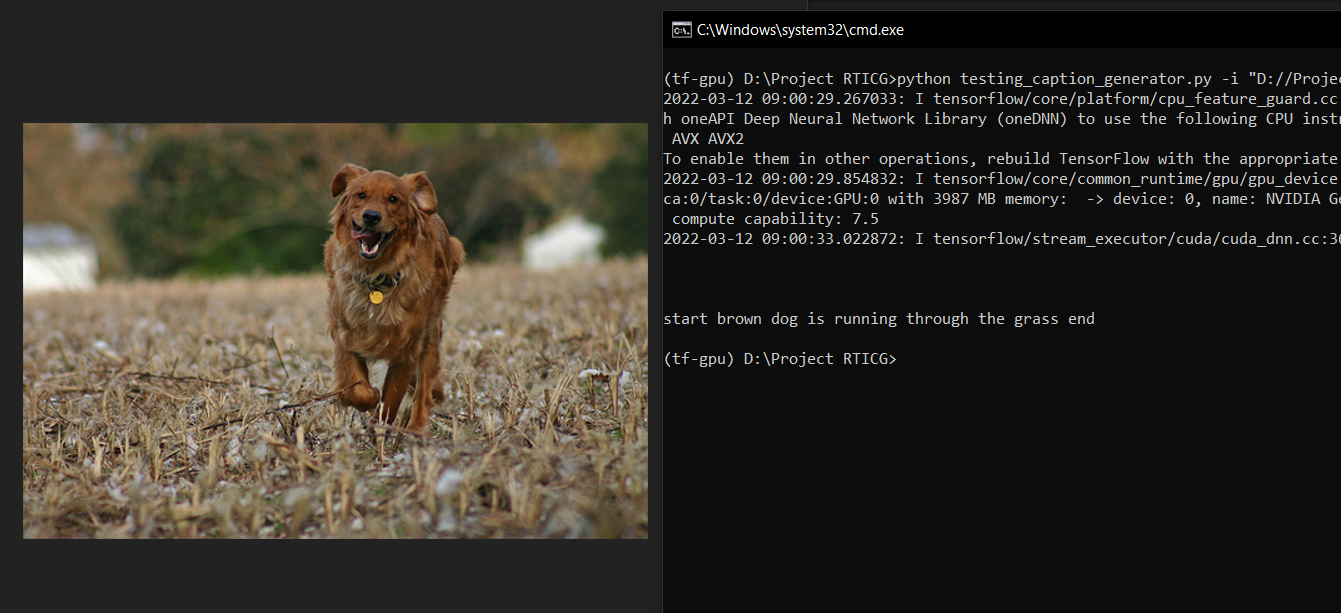 C:\Windows\system32\cmd.exe
(tf-gpu) D:\Project RTICG>python testing_caption_generator.py -i "D://Projec
2022-03-12 09:00:29.267033: I tensorflow/core/platform/cpu_feature_guard.cc
h oneAPI Deep Neural Network Library (oneDNN) to use the following CPU instr
AVX AVX2
To enable them in other operations, rebuild TensorFlow with the appropriate
2022-03-12 09:00:29.854832: I tensorflow/core/common_runtime/gpu/gpu_device
ca:0/task:0/device:GPU:0 with 3987 MB memory:  -> device: 0, name: NVIDIA Ge
compute capability: 7.5
2022-03-12 09:00:33.022872: I tensorflow/stream_executor/cuda/cuda_dnn.cc:36
start brown dog is running through the grass end
(tf-gpu) D:\Project RTICG>